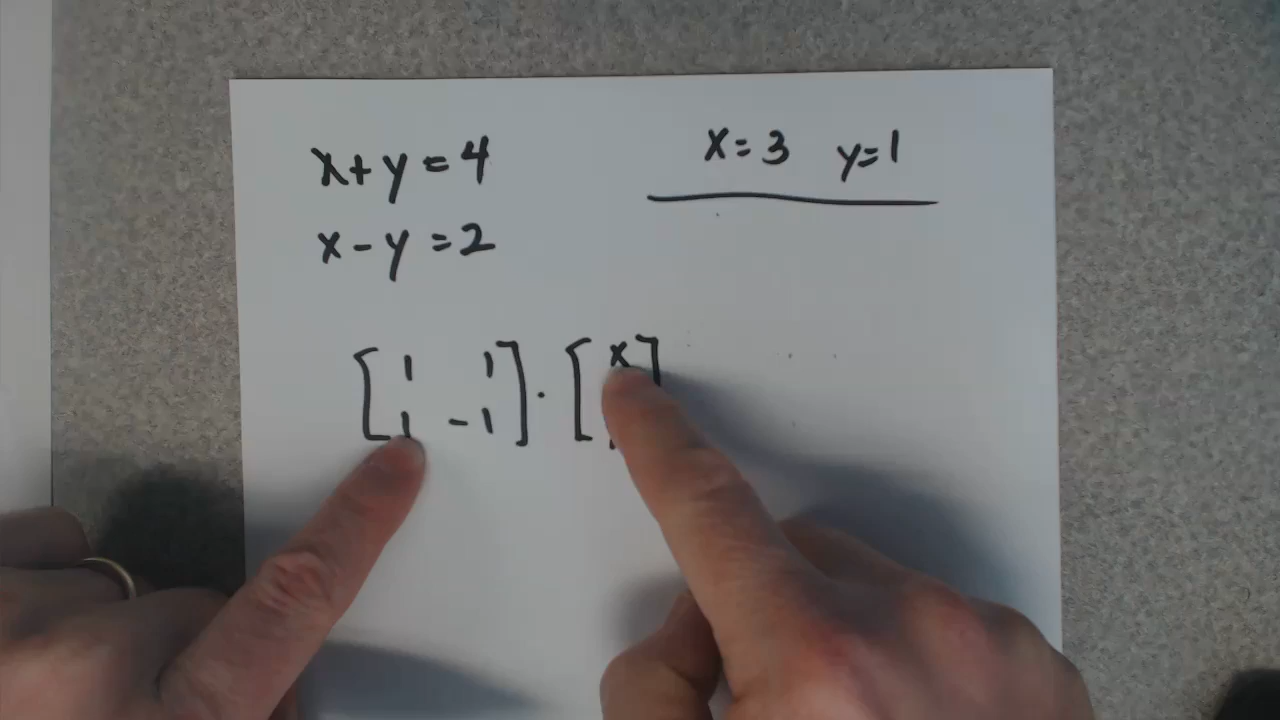 x+y=4
x=3 y=1
x-y=2
[1 1] · [x]
[1 -1]